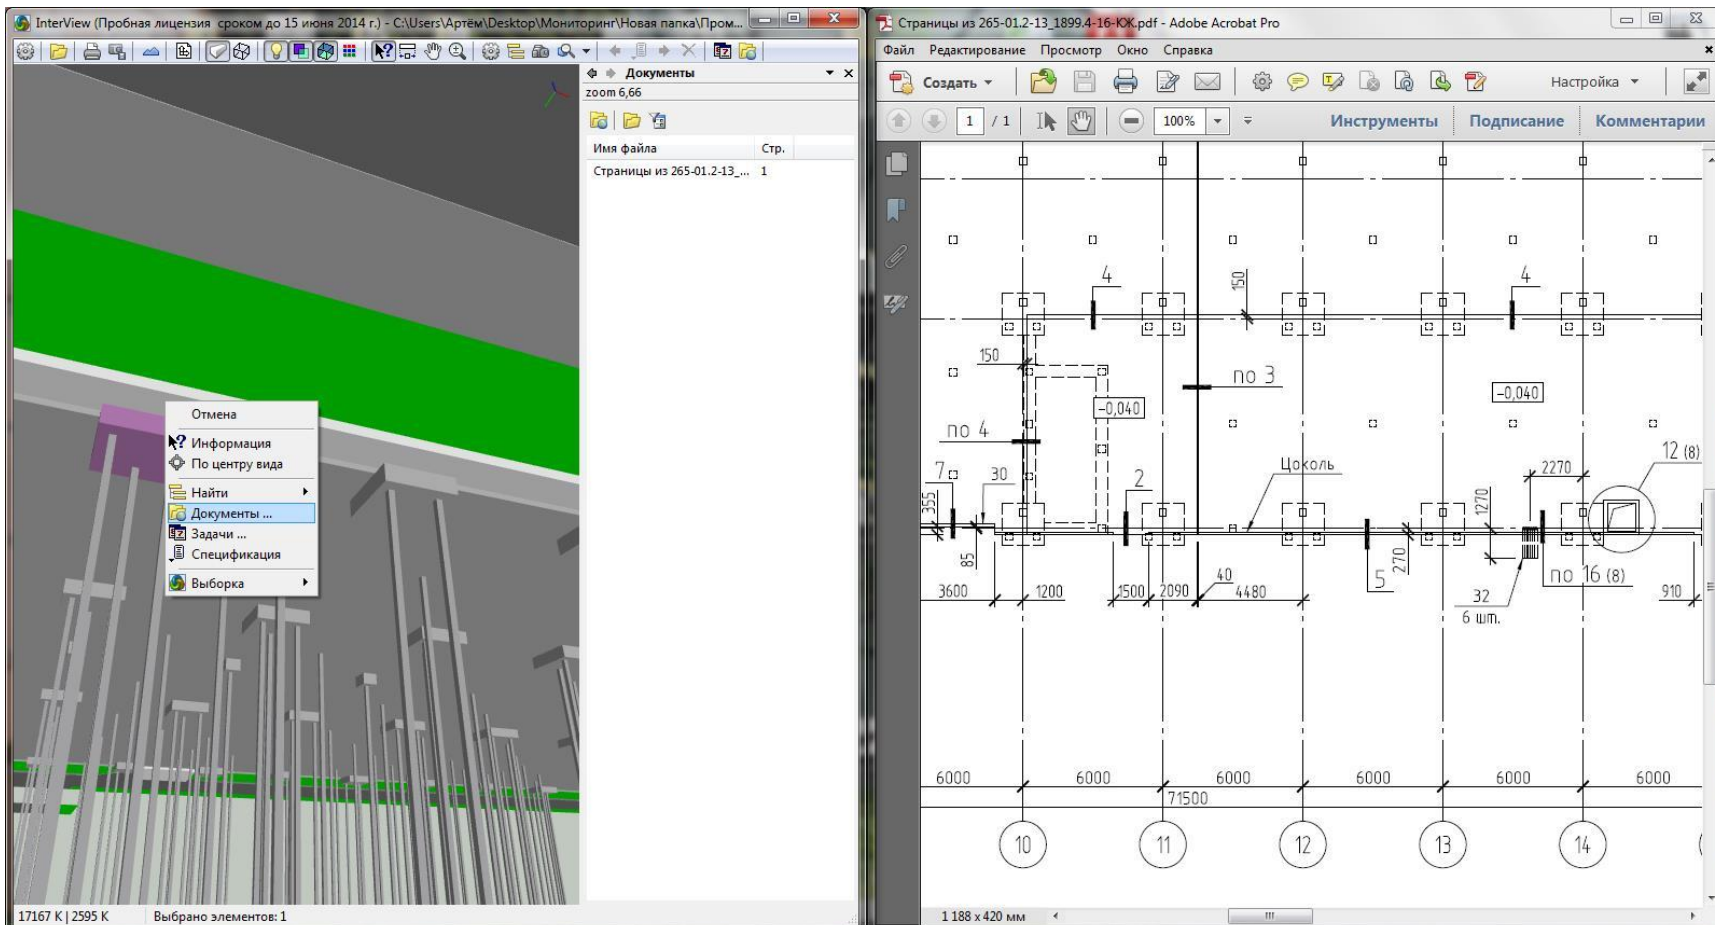 InterView (Пробная лицензия сроком до 15 июня 2014 г.) - C:\Users\Артём\Desktop\Мониторинг\Новая папка\Пром...
Документы
zoom 6,66
Имя файла Стр.
Страницы из 265-01.2-13_... 1
Отмена
Информация
По центру вида
Найти
Документы ...
Задачи ...
Спецификация
Выборка
17167 K | 2595 K Выбрано элементов: 1
Страницы из 265-01.2-13_1899.4-16-КЖ.pdf - Adobe Acrobat Pro
Файл Редактирование Просмотр Окно Справка
Создать Настройка
1 / 1 100% Инструменты Подписание Комментарии
4 150 4
150 по 3 -0,040
-0,040
по 4 12 (8)
7 30 2 Цоколь 2270
355 1270
85 270
40 5 по 16 (8)
3600 1200 1500 2090 4480 32 910
6 шт.
6000 6000 6000 6000 6000 6000
71500
10 11 12 13 14
1 188 x 420 мм